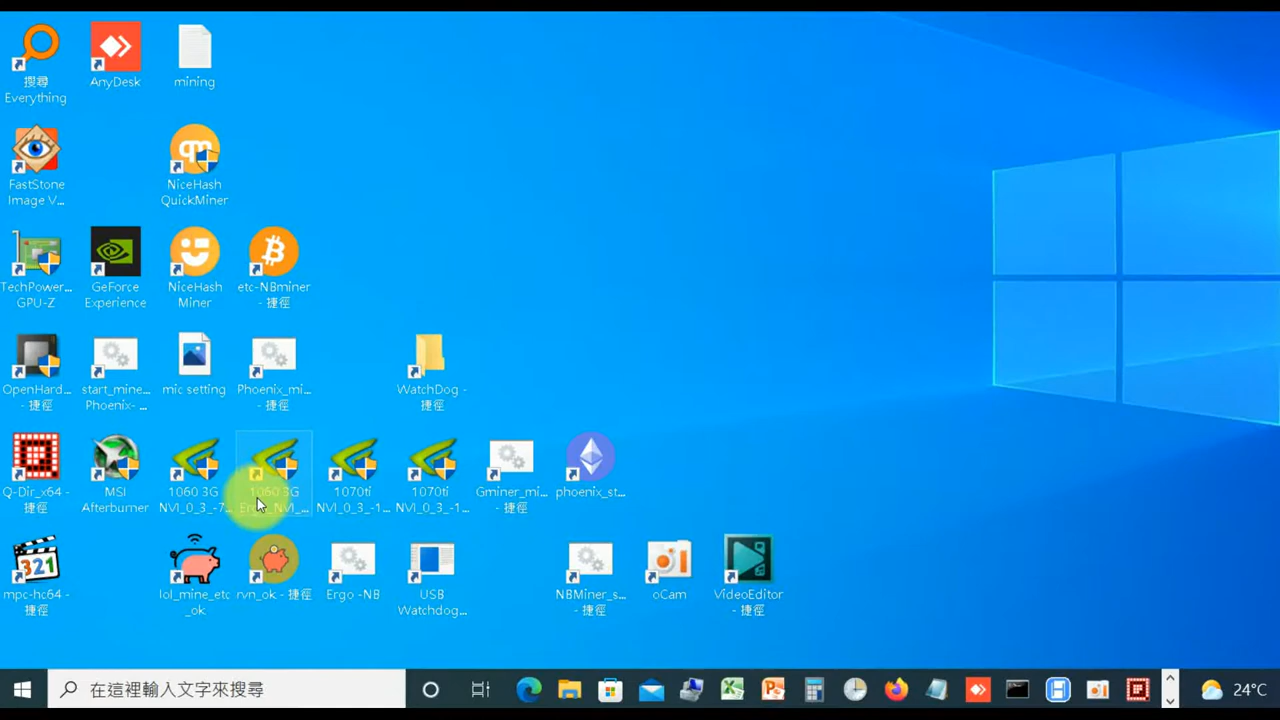 搜尋
Everything
AnyDesk
mining
FastStone
Image V...
NiceHash
QuickMiner
TechPower...
GPU-Z
GeForce
Experience
NiceHash
Miner
etc-NBminer
- 捷徑
OpenHard...
- 捷徑
start_mine...
Phoenix- ...
mic setting
Phoenix_mi...
- 捷徑
WatchDog -
捷徑
Q-Dir_x64 -
捷徑
MSI
Afterburner
1060 3G
NVI_0_3_-7...
1060 3G
Ergo_NVI_...
1070ti
NVI_0_3_-1...
1070ti
NVI_0_3_-1...
Gminer_mi...
- 捷徑
phoenix_st...
321
mpc-hc64 -
捷徑
lol_mine_etc
_ok
rvn_ok - 捷徑
Ergo -NB
USB
Watchdog...
NBMiner_s...
- 捷徑
oCam
VideoEditor
- 捷徑
在這裡輸入文字來搜尋
24°C